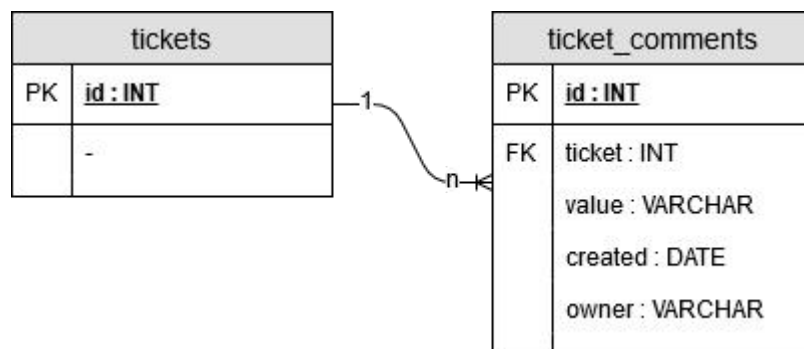 tickets
PK id : INT
-
1
n
ticket_comments
PK id : INT
FK ticket : INT
value : VARCHAR
created : DATE
owner : VARCHAR